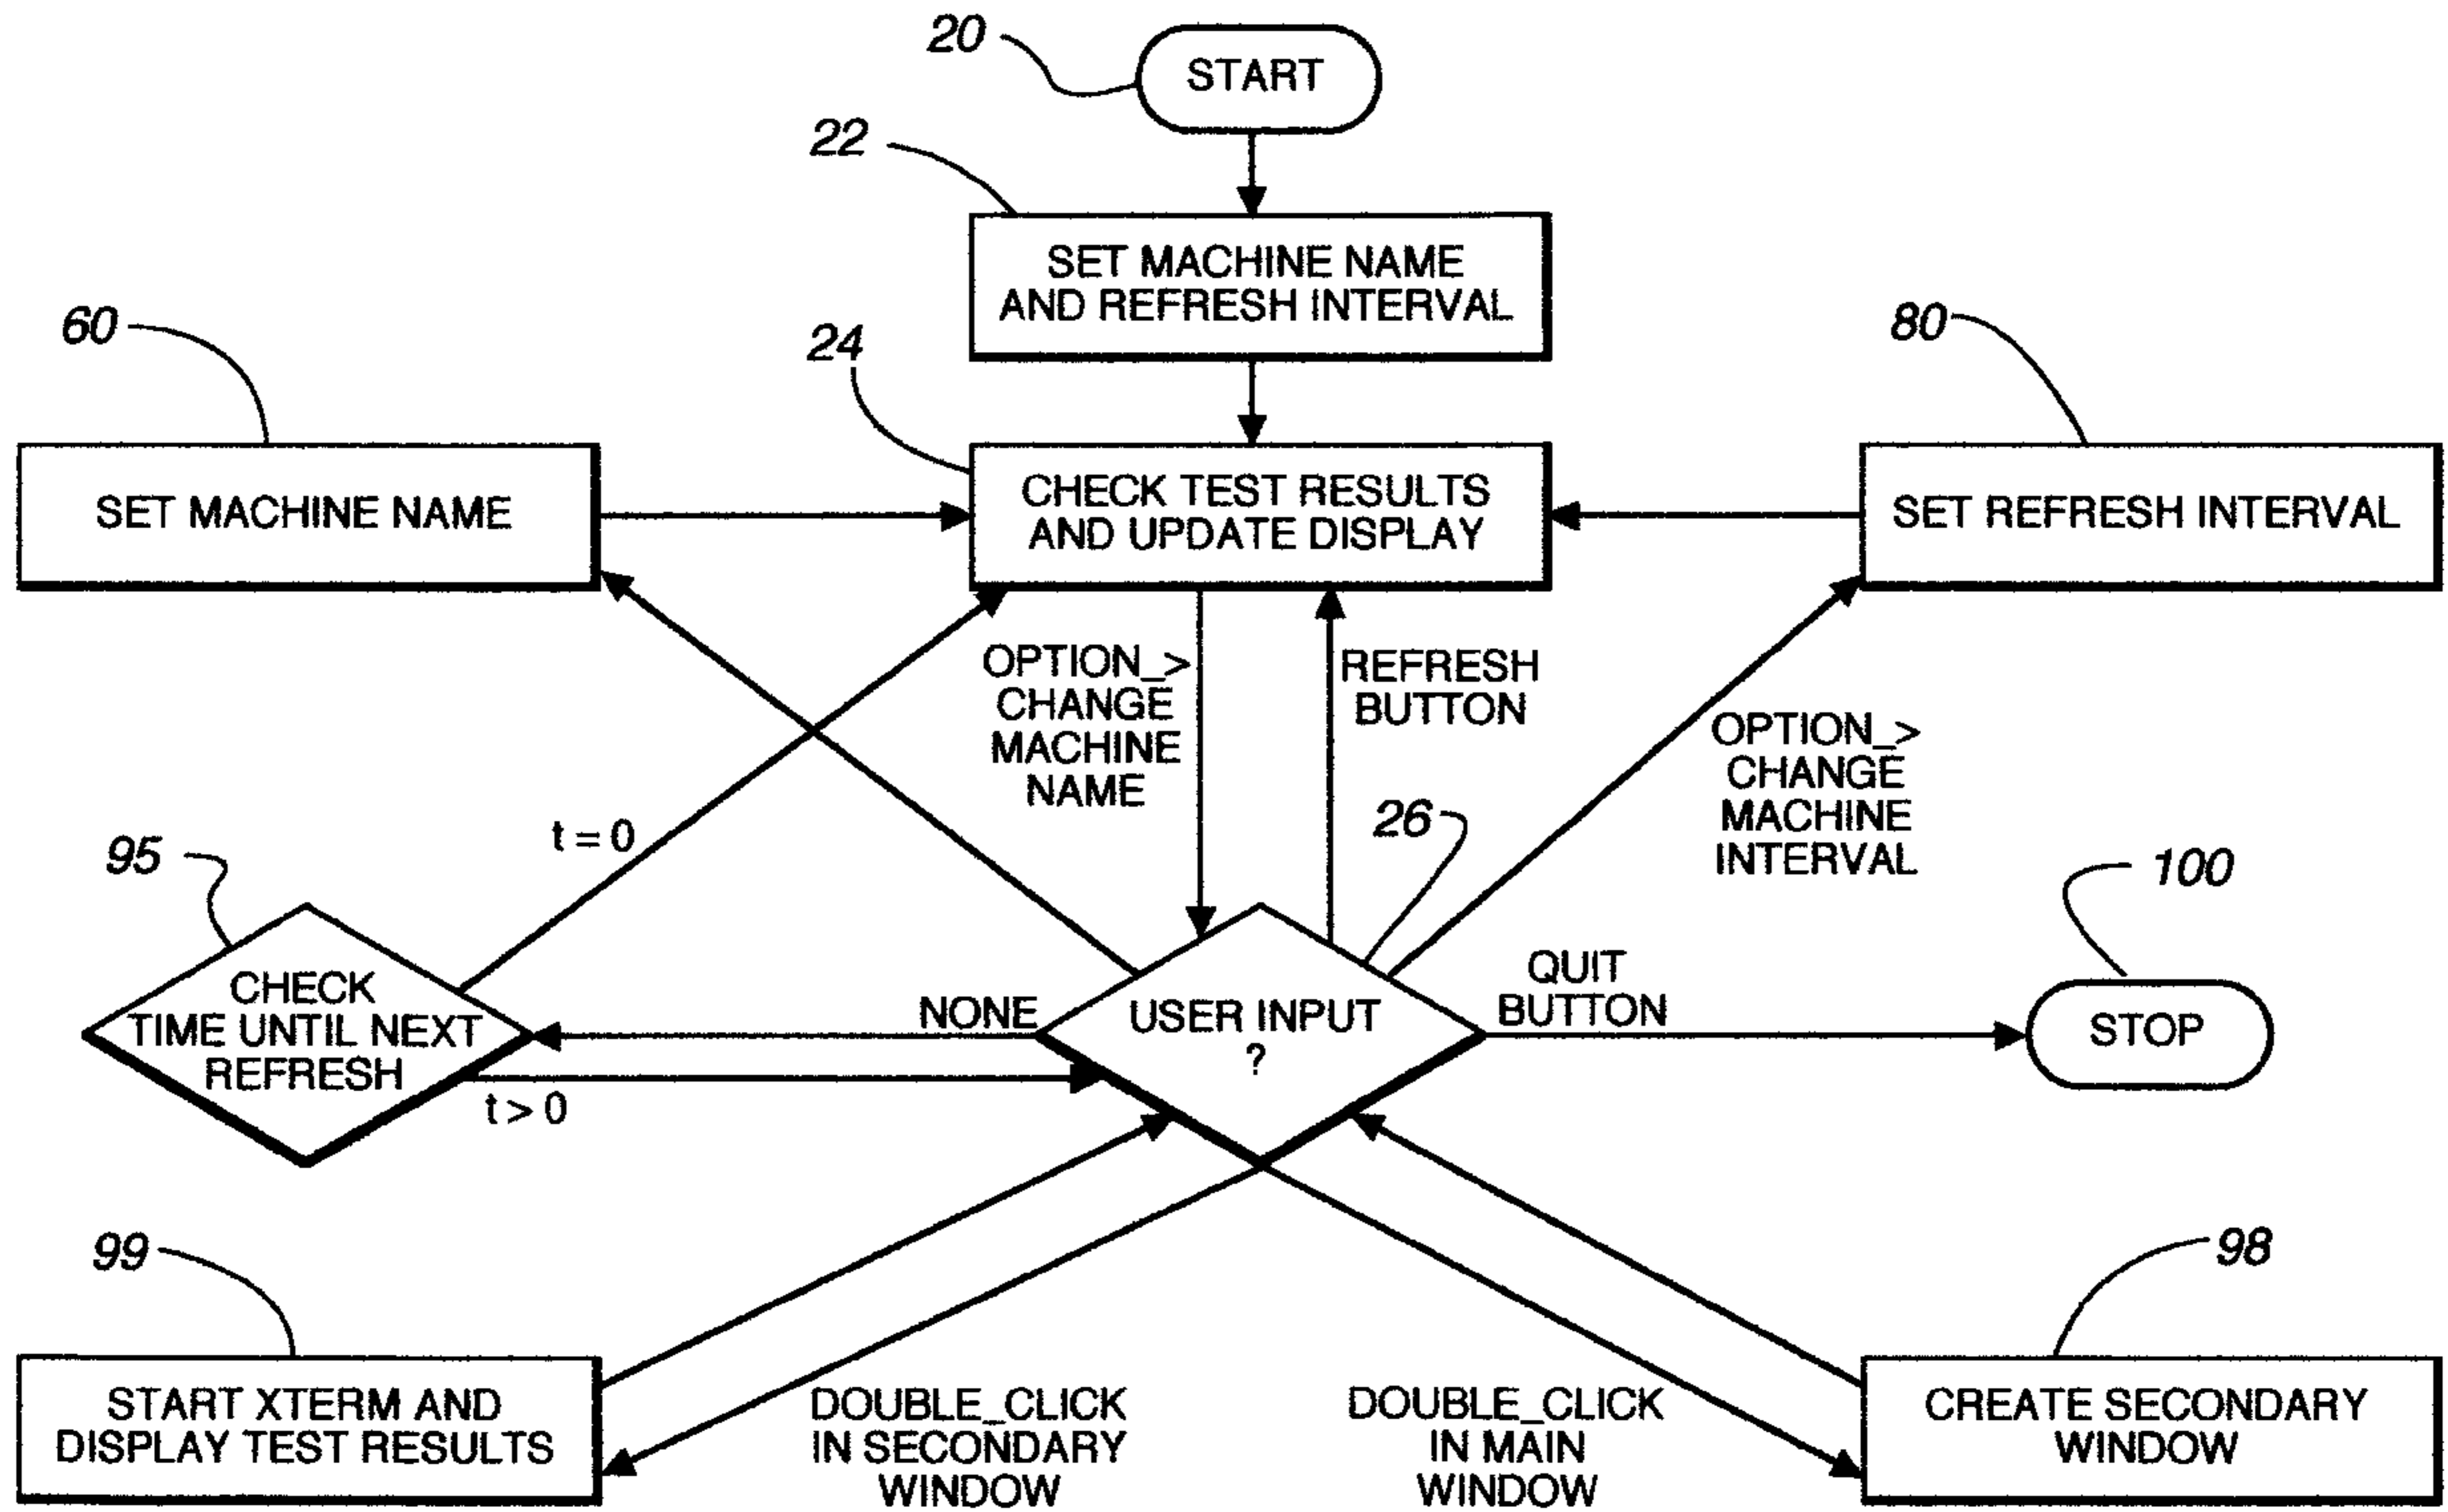 20
START
22
SET MACHINE NAME
AND REFRESH INTERVAL
60
24
80
SET MACHINE NAME
CHECK TEST RESULTS
AND UPDATE DISPLAY
SET REFRESH INTERVAL
OPTION_>
CHANGE
MACHINE
NAME
REFRESH
BUTTON
OPTION_>
CHANGE
MACHINE
INTERVAL
t = 0
26
95
100
CHECK
TIME UNTIL NEXT
REFRESH
NONE
USER INPUT
?
QUIT
BUTTON
STOP
t > 0
99
98
START XTERM AND
DISPLAY TEST RESULTS
DOUBLE_CLICK
IN SECONDARY
WINDOW
DOUBLE_CLICK
IN MAIN
WINDOW
CREATE SECONDARY
WINDOW